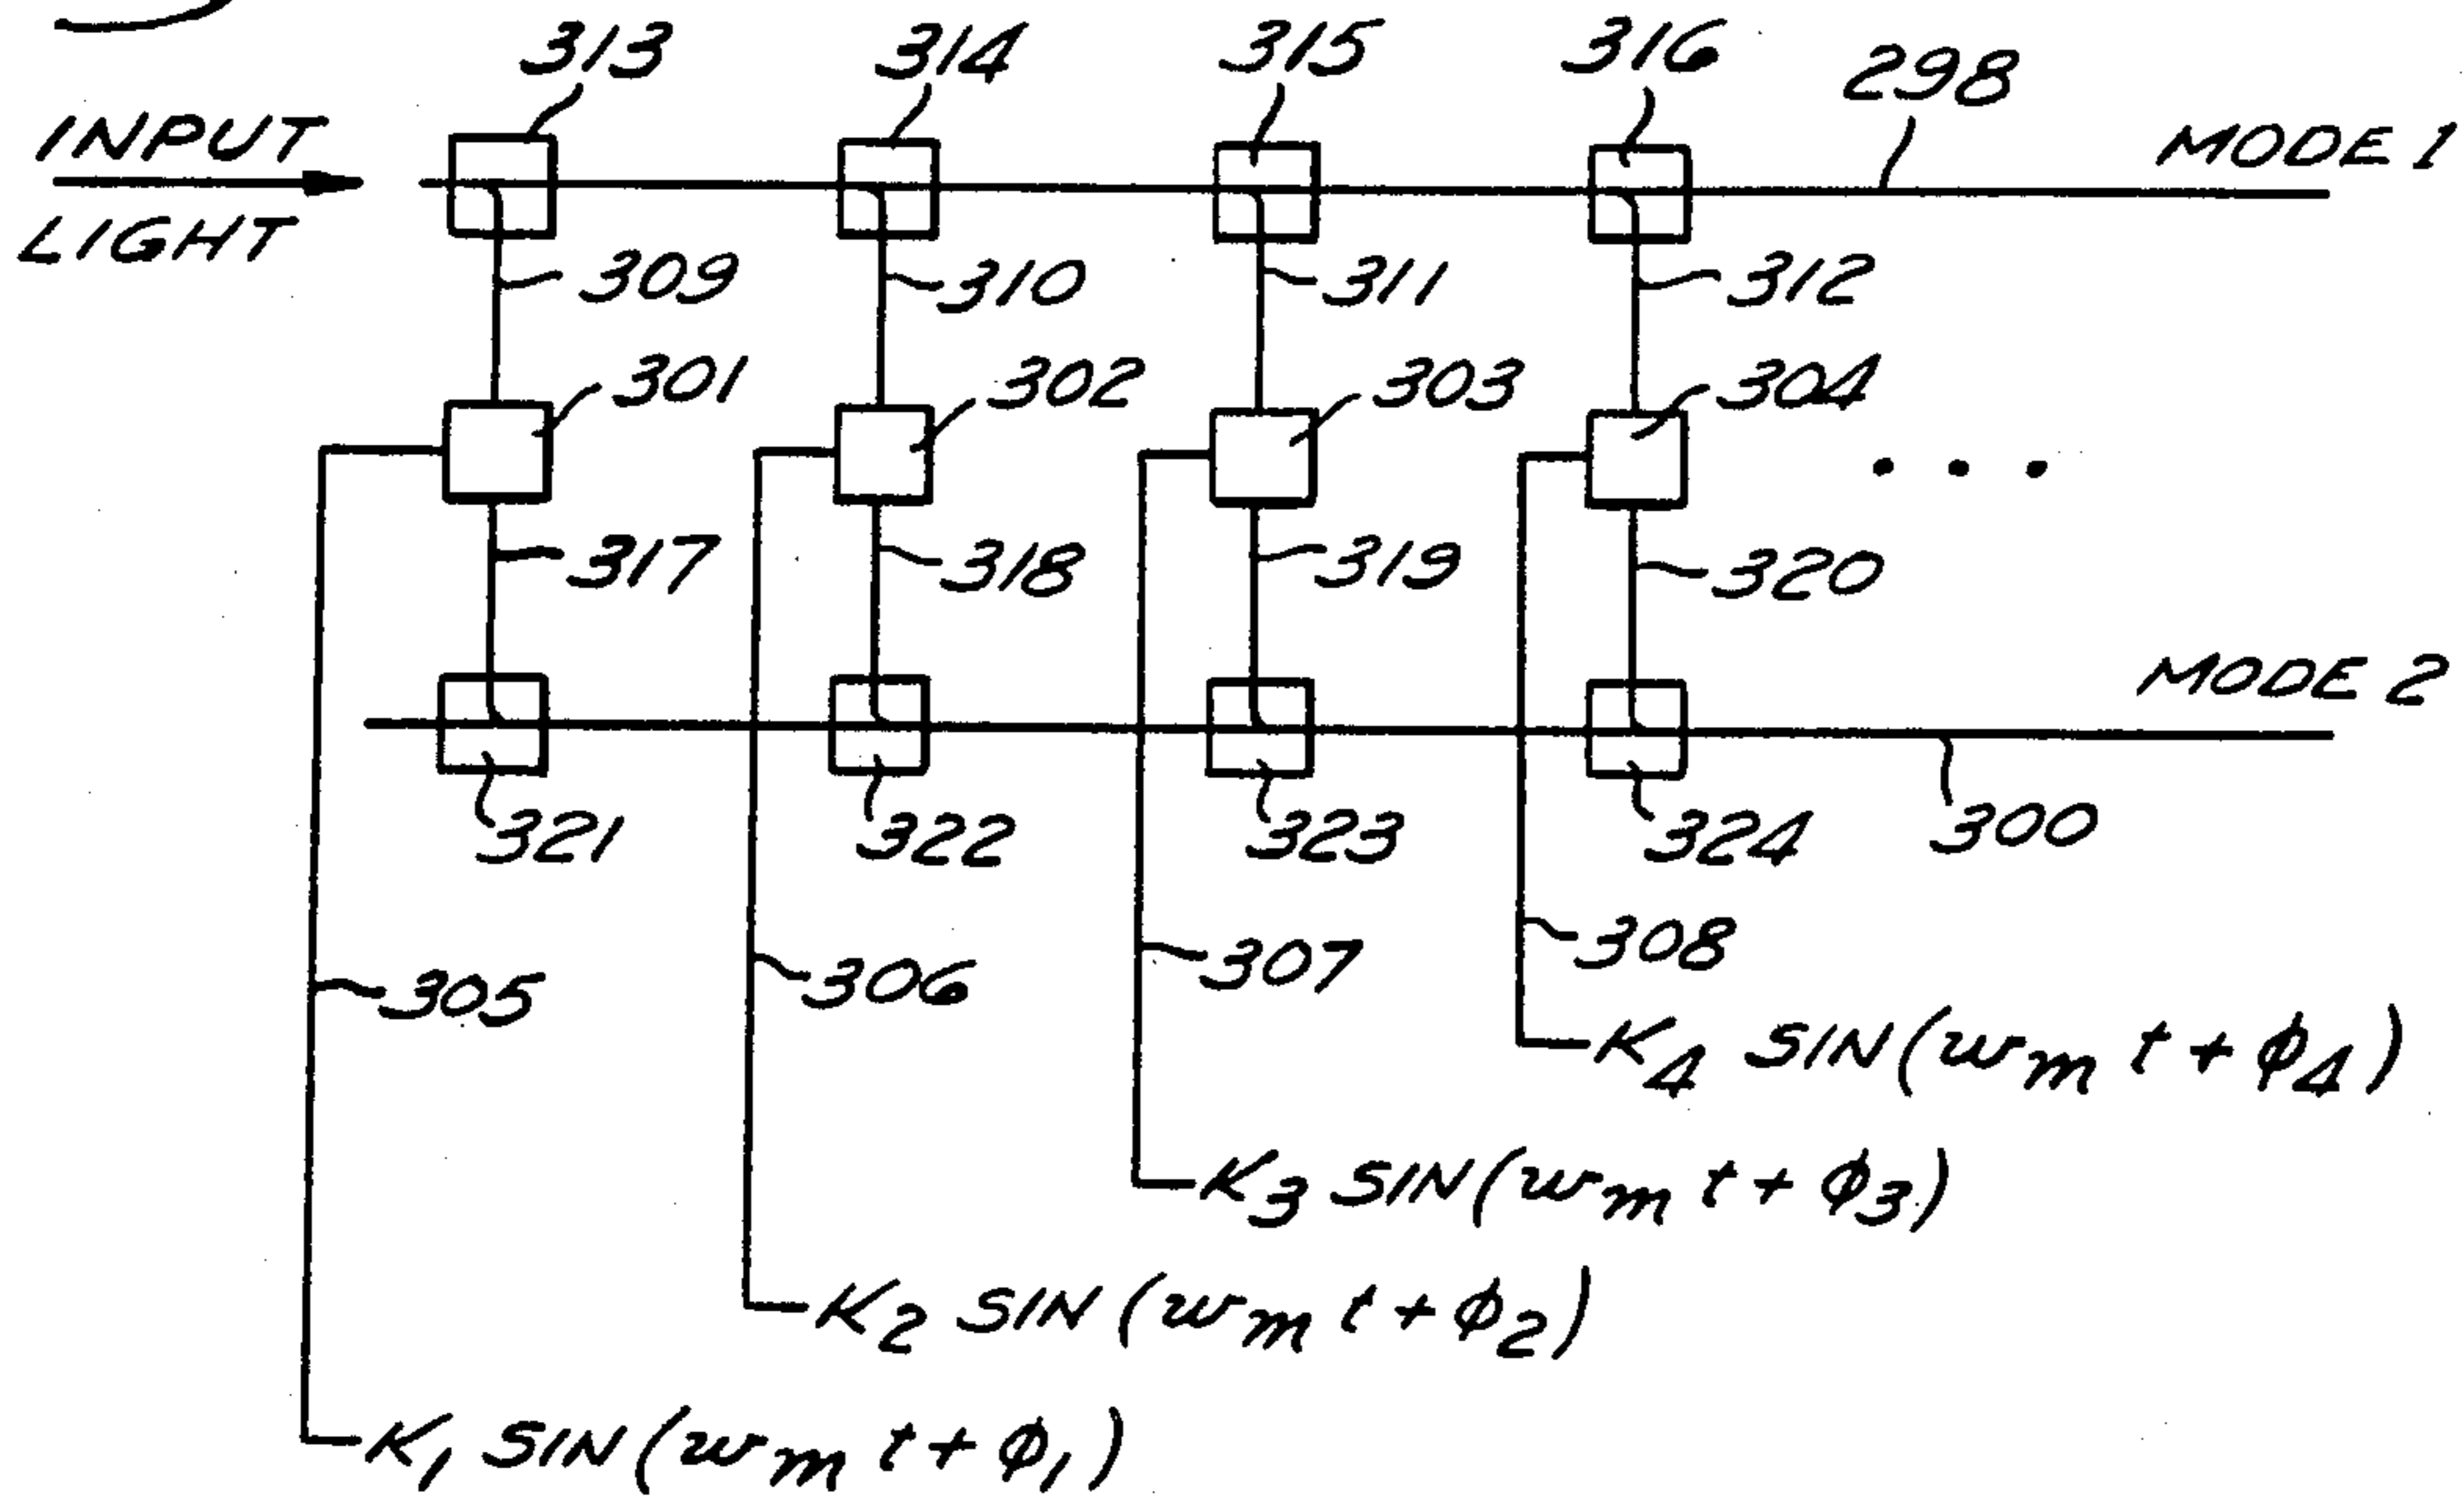 313 314 315 316 298
INPUT
LIGHT
MODE 1
309 310 311 312
301 302 303 304
• • •
317 318 319 320
MODE 2
321 322 323 324 300
305 306 307 308
K4 SIN(wm t + φ4)
K3 SIN(wm t + φ3)
K2 SIN(wm t + φ2)
K1 SIN(wm t + φ1)